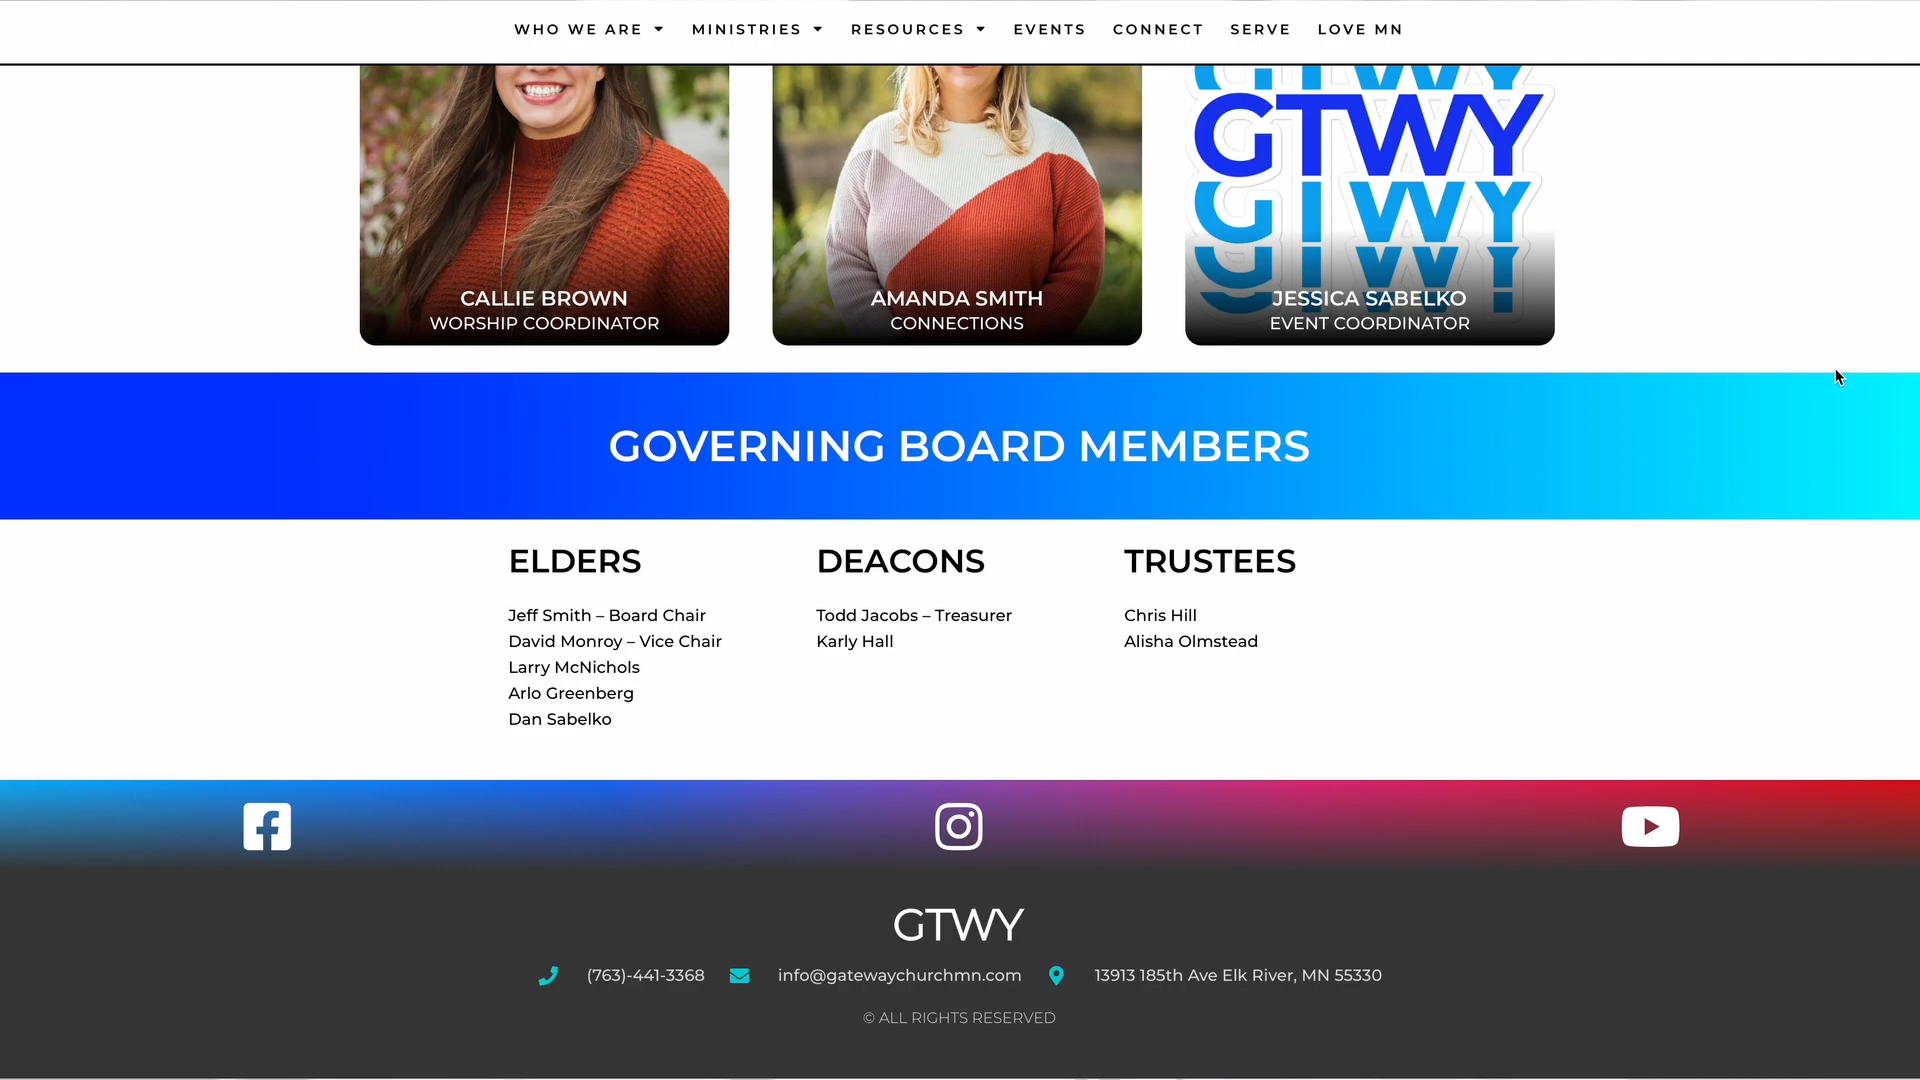 WHO WE ARE MINISTRIES RESOURCES EVENTS CONNECT SERVE LOVE MN
GTWY
GTWY
GTWY
GTWY
CALLIE BROWN
WORSHIP COORDINATOR
AMANDA SMITH
CONNECTIONS
JESSICA SABELKO
EVENT COORDINATOR
GOVERNING BOARD MEMBERS
ELDERS
Jeff Smith – Board Chair
David Monroy – Vice Chair
Larry McNichols
Arlo Greenberg
Dan Sabelko
DEACONS
Todd Jacobs – Treasurer
Karly Hall
TRUSTEES
Chris Hill
Alisha Olmstead
GTWY
(763)-441-3368 info@gatewaychurchmn.com 13913 185th Ave Elk River, MN 55330
© ALL RIGHTS RESERVED